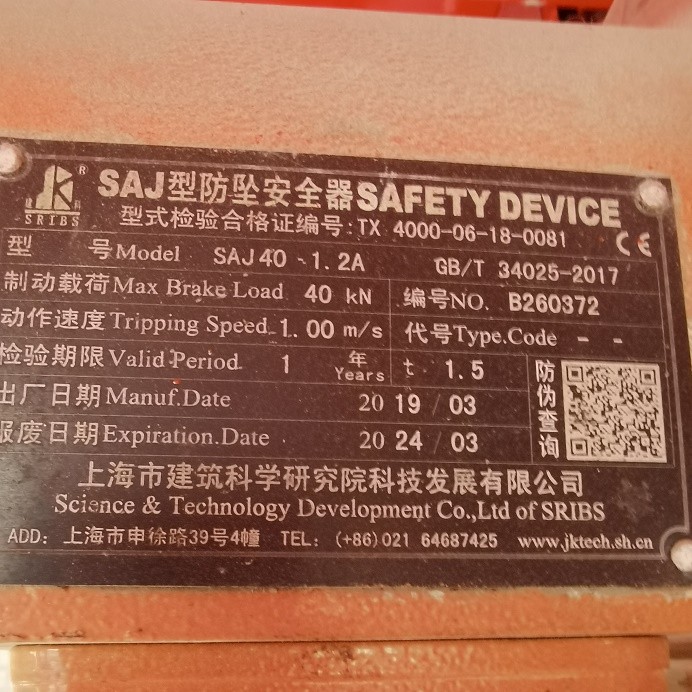 SAJ型防坠安全器SAFETY DEVICE
建 科 ®
SRIBS
型式检验合格证编号:TX 4000-06-18-0081
CE
型 号Model SAJ40-1.2A GB/T 34025-2017
制动载荷Max Brake Load 40 kN 编号NO. B260372
动作速度Tripping Speed 1.00 m/s 代号Type.Code - -
检验期限Valid Period 1 年 Years t 1.5
防伪查询
出厂日期Manuf.Date 2019/03
报废日期Expiration.Date 2024/03
上海市建筑科学研究院科技发展有限公司
Science & Technology Development Co.,Ltd of SRIBS
ADD: 上海市申徐路39号4幢 TEL: (+86)021 64687425 www.jktech.sh.cn